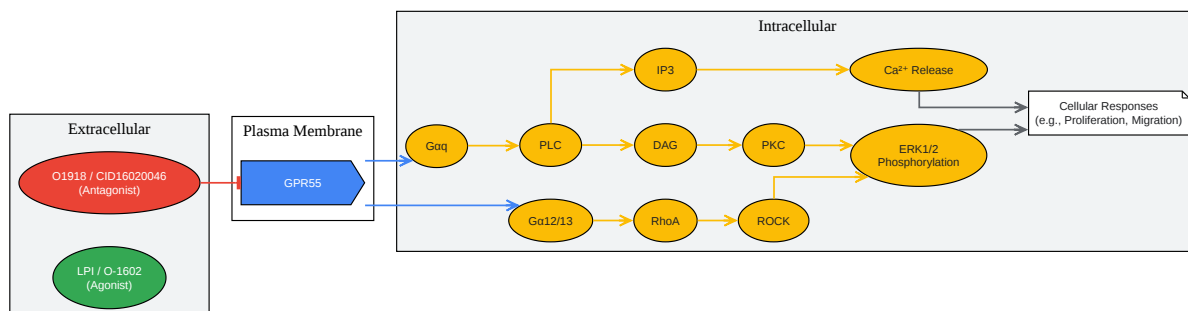 Extracellular
O1918 / CID16020046
(Antagonist)
LPI / O-1602
(Agonist)
Plasma Membrane
GPR55
Intracellular
Gαq
PLC
IP3
Ca²⁺ Release
DAG
PKC
ERK1/2
Phosphorylation
Gα12/13
RhoA
ROCK
Cellular Responses
(e.g., Proliferation, Migration)